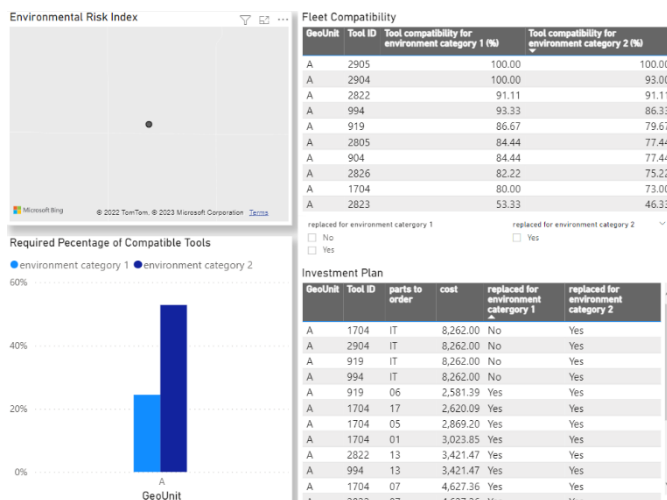 Environmental Risk Index
Microsoft Bing
© 2022 TomTom, © 2023 Microsoft Corporation Terms
Required Pecentage of Compatible Tools
environment category 1 environment category 2
60%
40%
20%
0%
A
GeoUnit
Fleet Compatibility
GeoUnit Tool ID Tool compatibility for environment category 1 (%) Tool compatibility for environment category 2 (%)
A 2905 100.00 100.00
A 2904 100.00 93.00
A 2822 91.11 91.11
A 994 93.33 86.33
A 919 86.67 79.67
A 2805 84.44 77.44
A 904 84.44 77.44
A 2826 82.22 75.22
A 1704 80.00 73.00
A 2823 53.33 46.33
replaced for environment catergory 1 replaced for environment category 2
No Yes
Yes
Investment Plan
GeoUnit Tool ID parts to order cost replaced for environment catergory 1 replaced for environment category 2
A 1704 IT 8,262.00 No Yes
A 2904 IT 8,262.00 No Yes
A 919 IT 8,262.00 No Yes
A 994 IT 8,262.00 No Yes
A 919 06 2,581.39 Yes Yes
A 1704 17 2,620.09 Yes Yes
A 1704 05 2,869.20 Yes Yes
A 1704 01 3,023.85 Yes Yes
A 2822 13 3,421.47 Yes Yes
A 994 13 3,421.47 Yes Yes
A 1704 07 4,627.36 Yes Yes